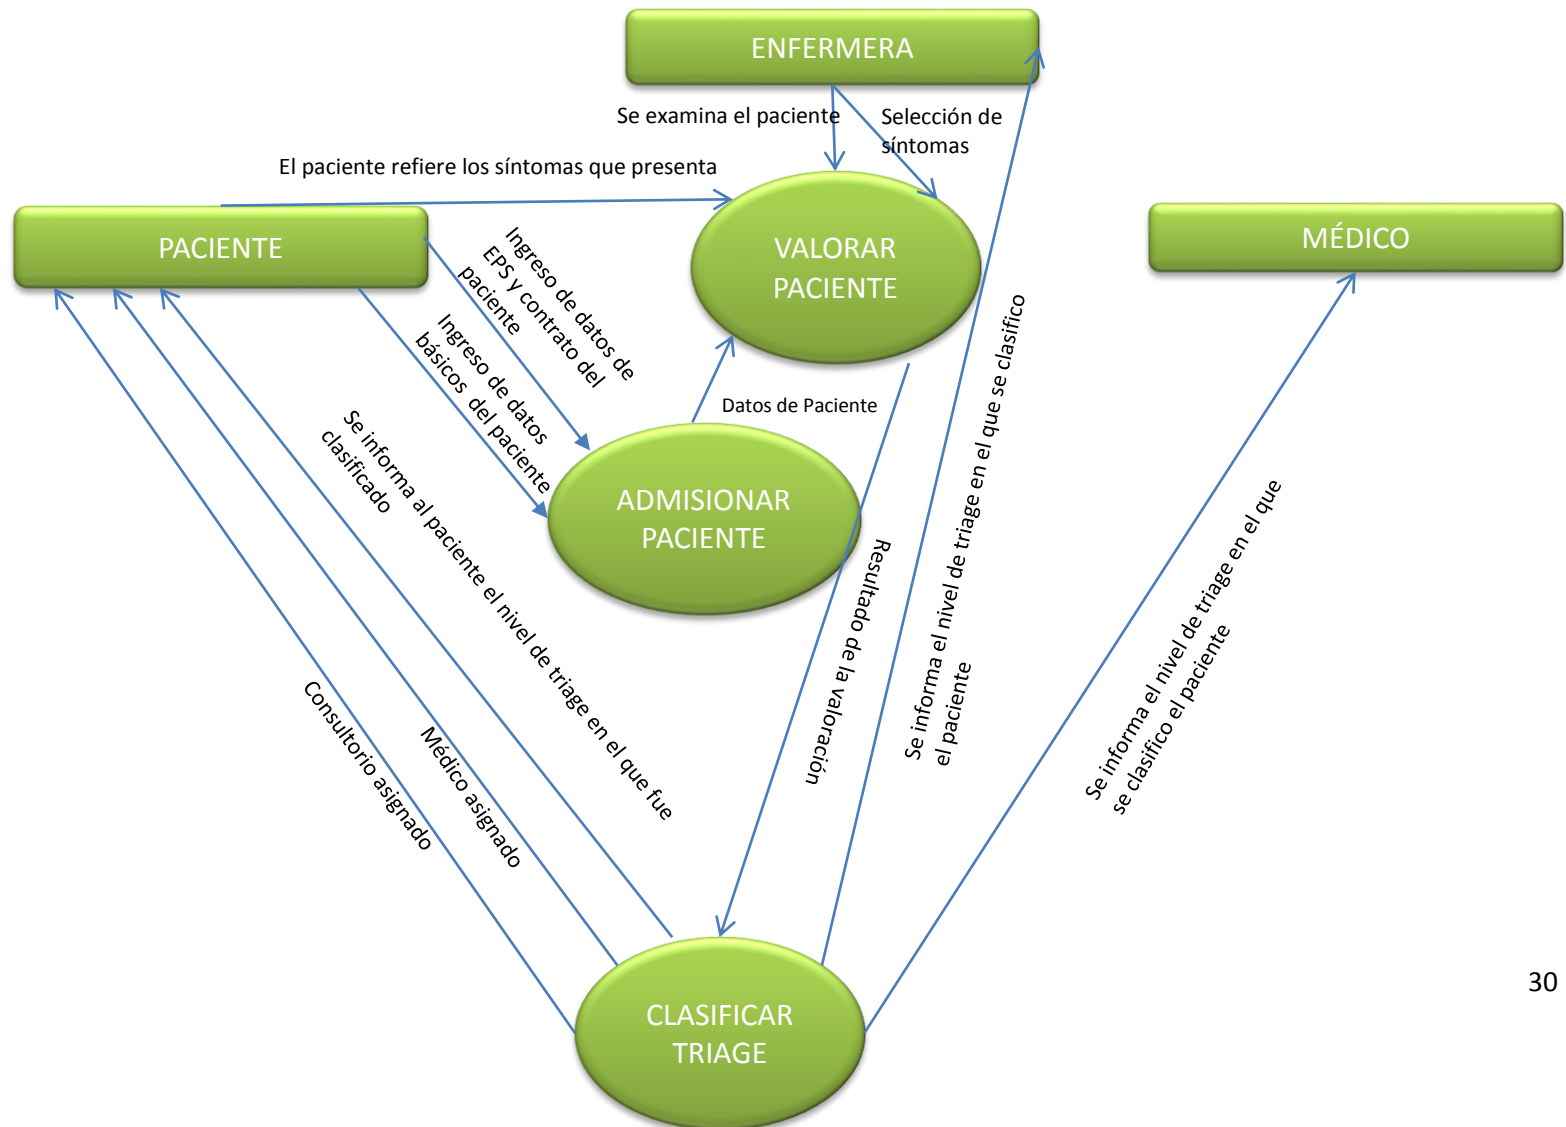 ENFERMERA
Se examina el paciente
Selección de
síntomas
El paciente refiere los síntomas que presenta
PACIENTE
VALORAR
PACIENTE
MÉDICO
Ingreso de datos de
EPS y contrato del
paciente
Ingreso de datos
básicos del paciente
Datos de Paciente
ADMISIONAR
PACIENTE
Se informa al paciente el nivel de triage en el que fue
clasificado
Médico asignado
Consultorio asignado
Resultado de la valoración
Se informa el nivel de triage en el que se clasifico
el paciente
Se informa el nivel de triage en el que
se clasifico el paciente
CLASIFICAR
TRIAGE
30